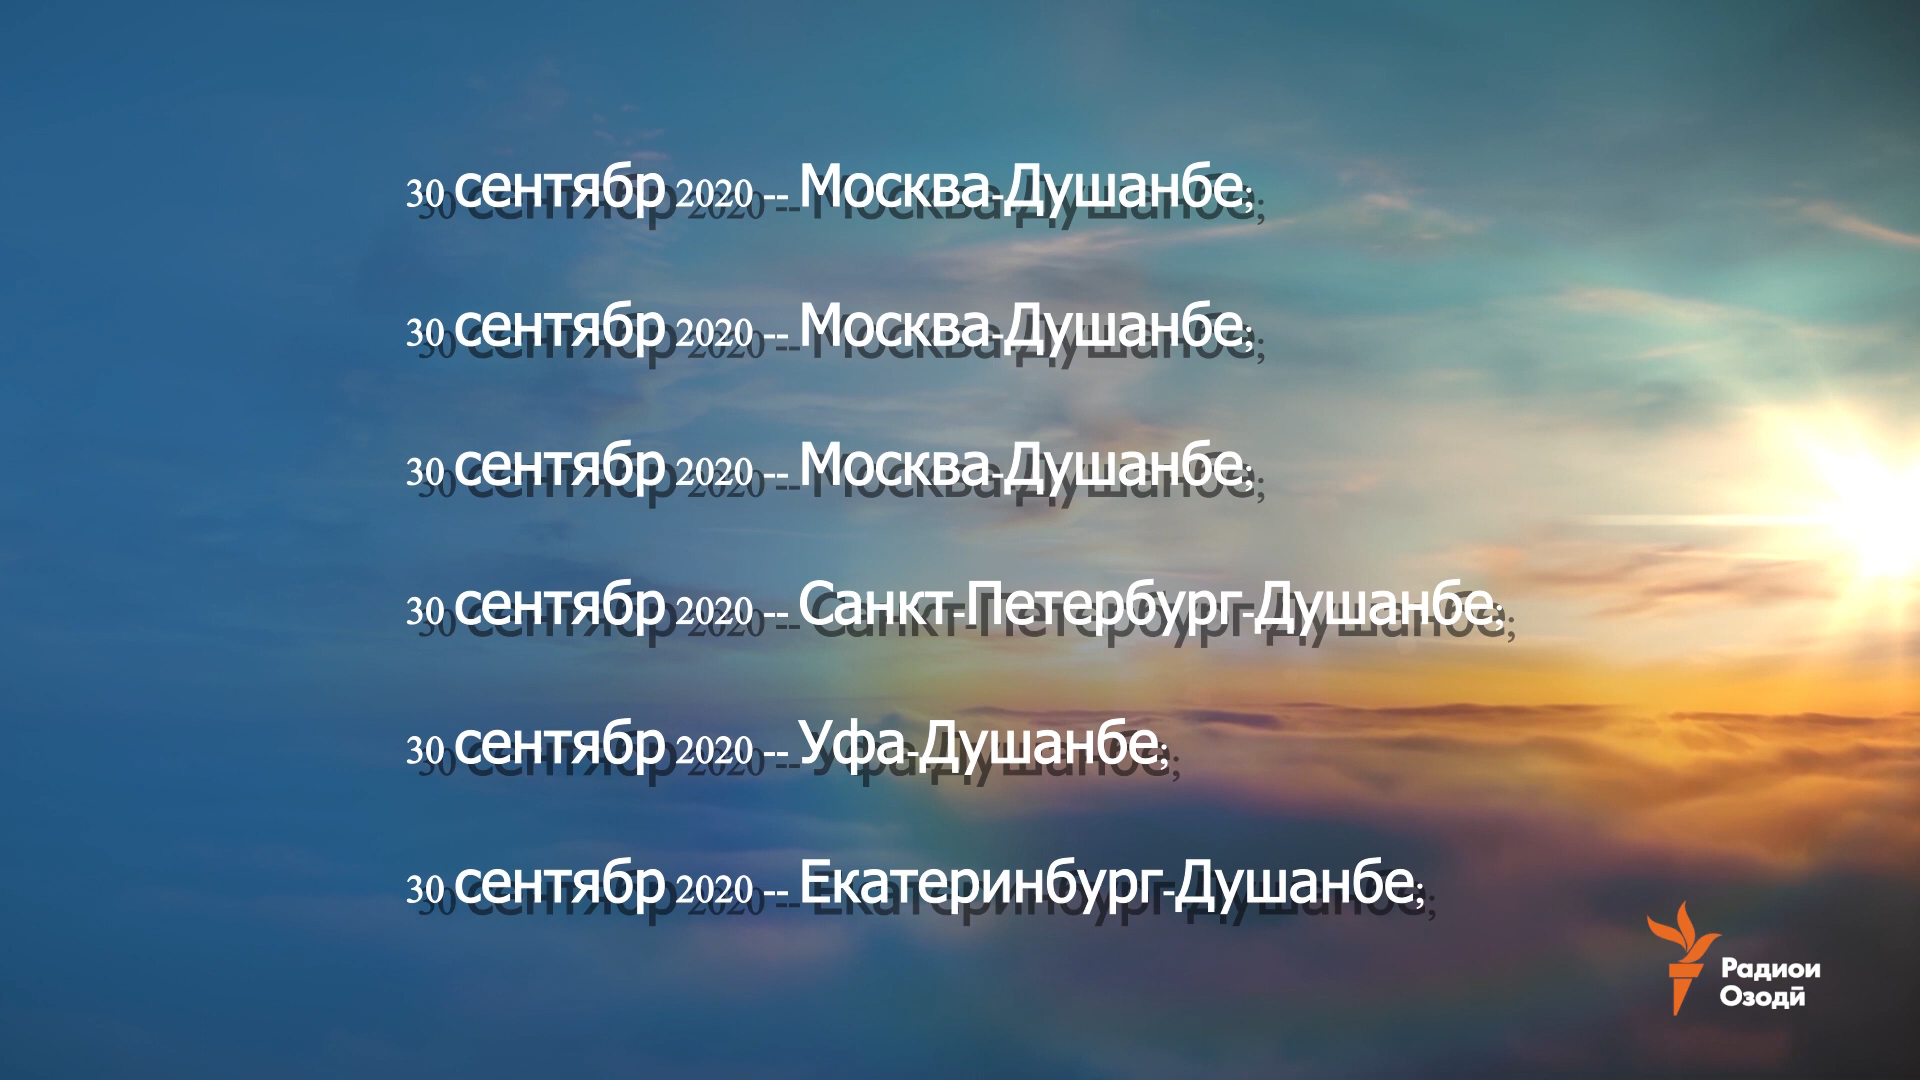 30 сентябр 2020 -- Москва-Душанбе;
30 сентябр 2020 -- Москва-Душанбе;
30 сентябр 2020 -- Москва-Душанбе;
30 сентябр 2020 -- Санкт-Петербург-Душанбе;
30 сентябр 2020 -- Уфа-Душанбе;
30 сентябр 2020 -- Екатеринбург-Душанбе;
Радиои
Озодӣ